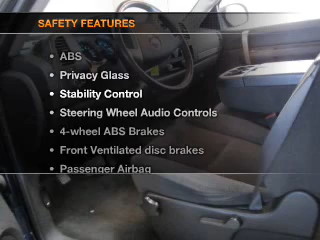 SAFETY FEATURES
• ABS
• Privacy Glass
• Stability Control
• Steering Wheel Audio Controls
• 4-wheel ABS Brakes
• Front Ventilated disc brakes
• Passenger Airbag